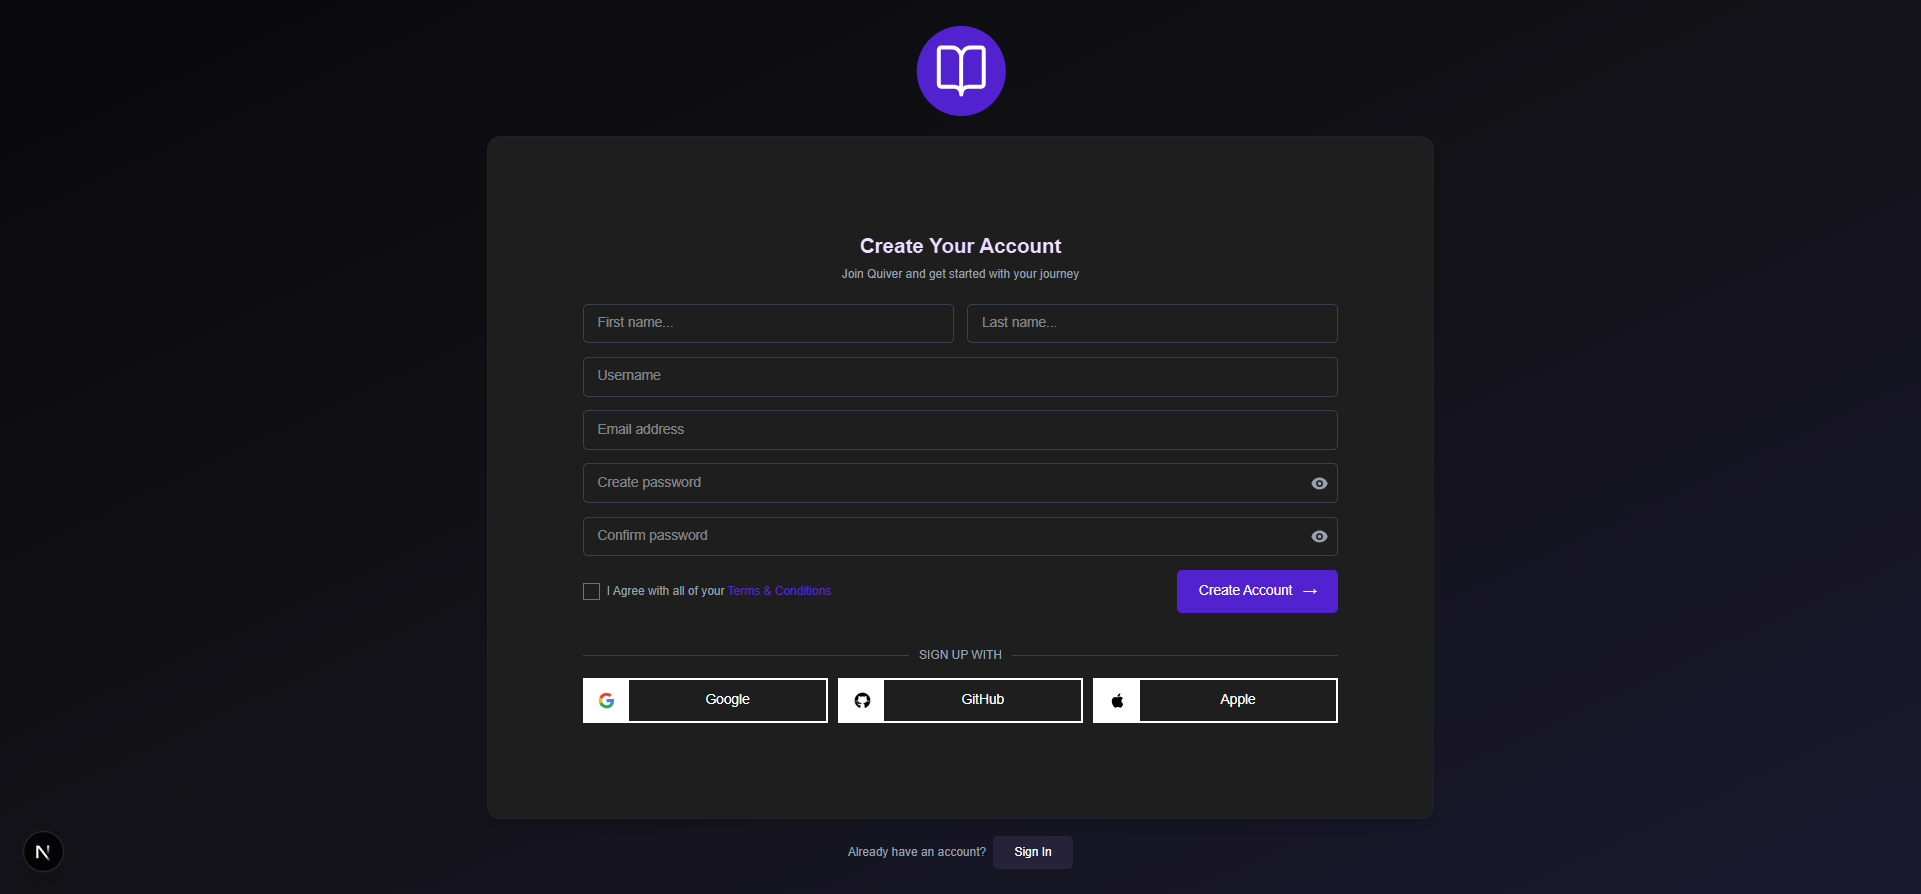 Create Your Account
Join Quiver and get started with your journey
First name...
Last name...
Username
Email address
Create password
Confirm password
I Agree with all of your Terms & Conditions
Create Account →
SIGN UP WITH
Google
GitHub
Apple
Already have an account?
Sign In
N